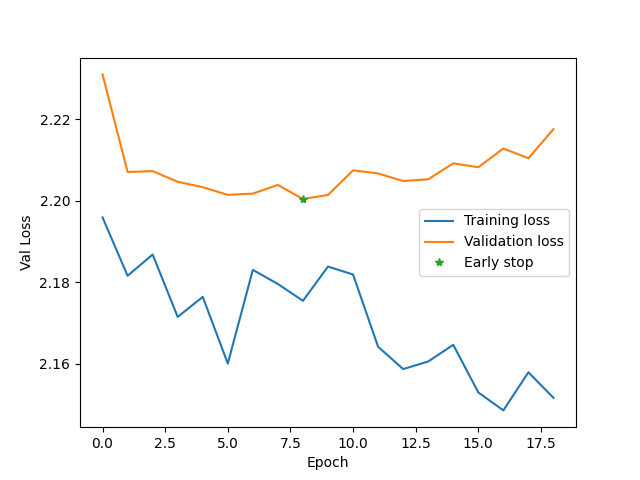 2.22
2.20
2.18
2.16
Val Loss
Training loss
Validation loss
Early stop
0.0 2.5 5.0 7.5 10.0 12.5 15.0 17.5
Epoch